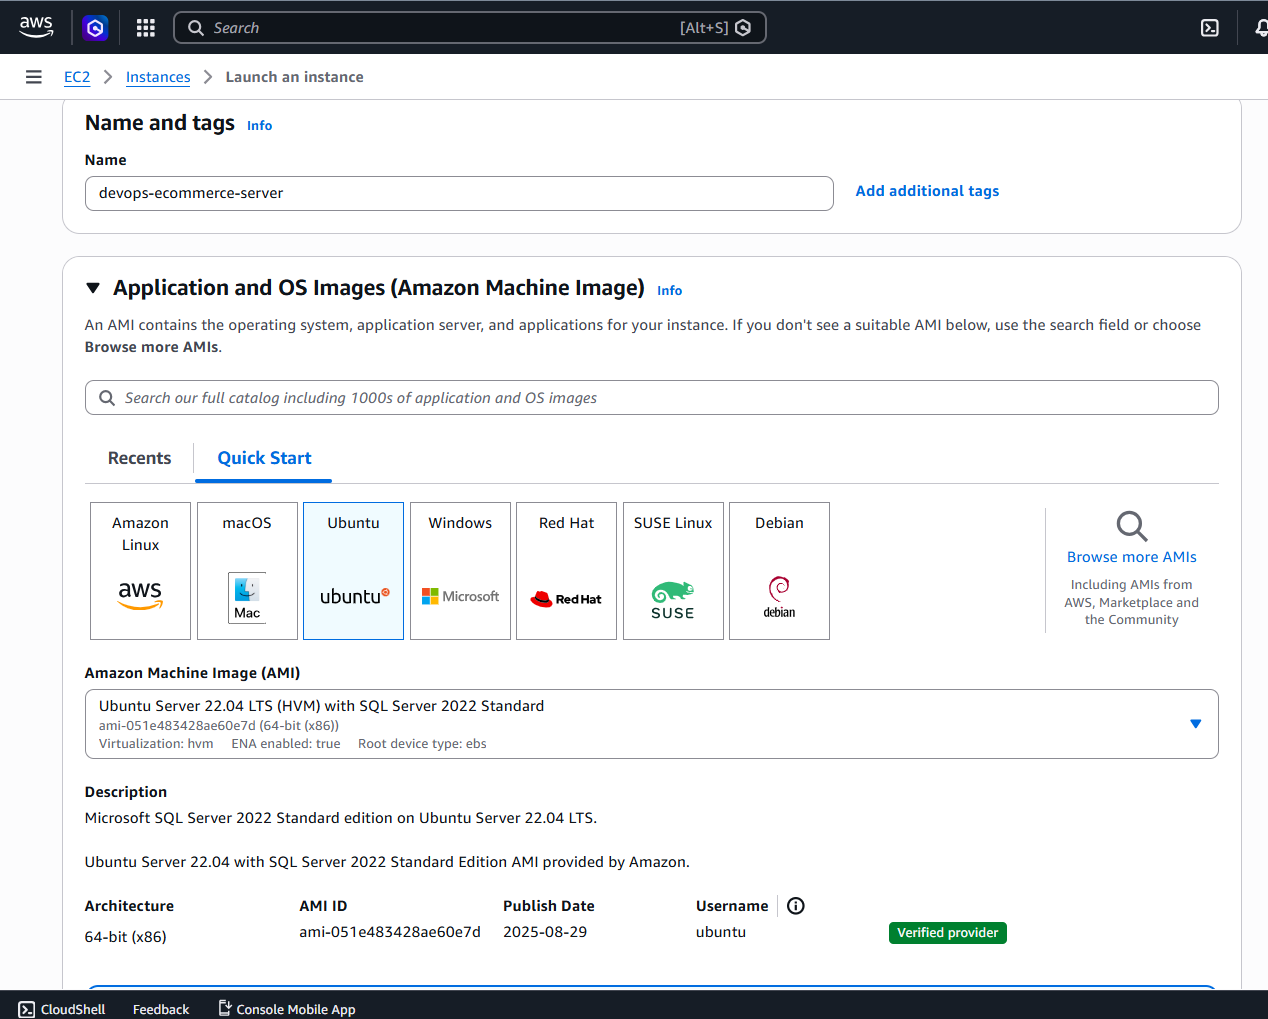 aws
Search
[Alt+S]
EC2
Instances
Launch an instance
Name and tags Info
Name
devops-ecommerce-server
Add additional tags
Application and OS Images (Amazon Machine Image) Info
An AMI contains the operating system, application server, and applications for your instance. If you don't see a suitable AMI below, use the search field or choose
Browse more AMIs.
Search our full catalog including 1000s of application and OS images
Recents
Quick Start
Amazon
Linux
aws
macOS
Mac
Ubuntu
ubuntu
Windows
Microsoft
Red Hat
Red Hat
SUSE Linux
SUSE
Debian
debian
Browse more AMIs
Including AMIs from
AWS, Marketplace and
the Community
Amazon Machine Image (AMI)
Ubuntu Server 22.04 LTS (HVM) with SQL Server 2022 Standard
ami-051e483428ae60e7d (64-bit (x86))
Virtualization: hvm ENA enabled: true Root device type: ebs
Description
Microsoft SQL Server 2022 Standard edition on Ubuntu Server 22.04 LTS.
Ubuntu Server 22.04 with SQL Server 2022 Standard Edition AMI provided by Amazon.
Architecture
64-bit (x86)
AMI ID
ami-051e483428ae60e7d
Publish Date
2025-08-29
Username
ubuntu
Verified provider
CloudShell
Feedback
Console Mobile App